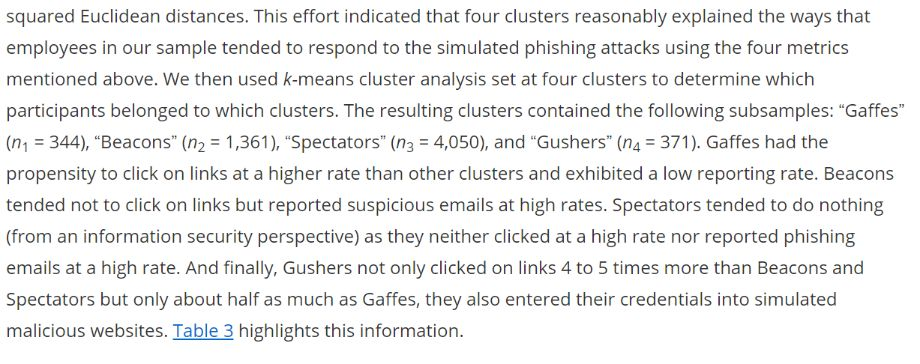 squared Euclidean distances. This effort indicated that four clusters reasonably explained the ways that
employees in our sample tended to respond to the simulated phishing attacks using the four metrics
mentioned above. We then used k-means cluster analysis set at four clusters to determine which
participants belonged to which clusters. The resulting clusters contained the following subsamples: “Gaffes”
(n₁ = 344), “Beacons” (n₂ = 1,361), “Spectators” (n₃ = 4,050), and “Gushers” (n₄ = 371). Gaffes had the
propensity to click on links at a higher rate than other clusters and exhibited a low reporting rate. Beacons
tended not to click on links but reported suspicious emails at high rates. Spectators tended to do nothing
(from an information security perspective) as they neither clicked at a high rate nor reported phishing
emails at a high rate. And finally, Gushers not only clicked on links 4 to 5 times more than Beacons and
Spectators but only about half as much as Gaffes, they also entered their credentials into simulated
malicious websites. Table 3 highlights this information.